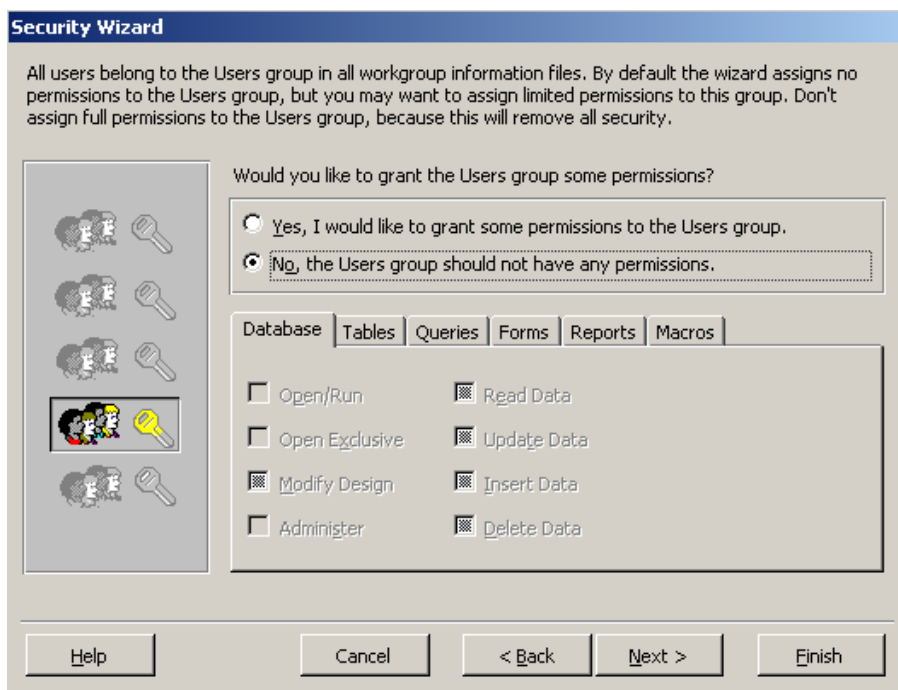 Security Wizard
All users belong to the Users group in all workgroup information files. By default the wizard assigns no
permissions to the Users group, but you may want to assign limited permissions to this group. Don't
assign full permissions to the Users group, because this will remove all security.
Would you like to grant the Users group some permissions?
Yes, I would like to grant some permissions to the Users group.
No, the Users group should not have any permissions.
Database Tables Queries Forms Reports Macros
Open/Run Read Data
Open Exclusive Update Data
Modify Design Insert Data
Administer Delete Data
Help Cancel < Back Next > Finish